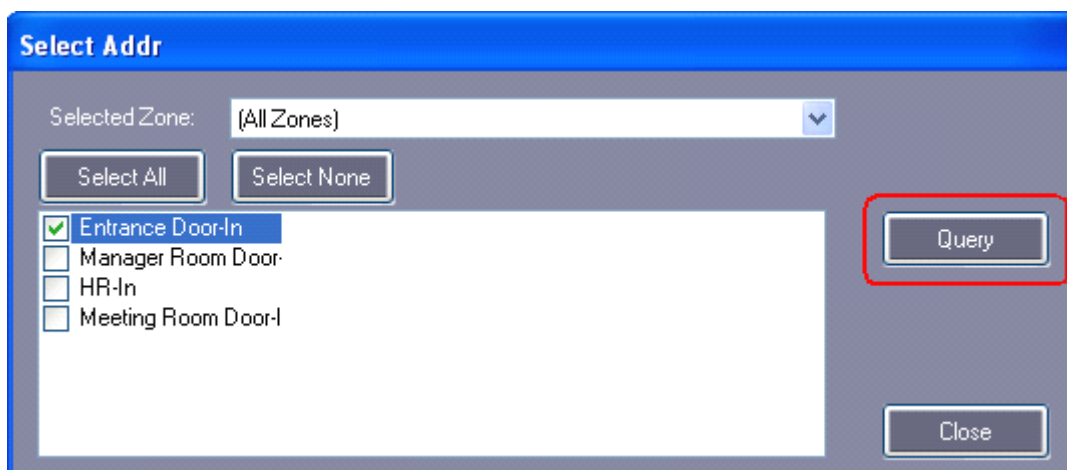 Select Addr
Selected Zone: (All Zones)
Select All Select None
Entrance Door-In
Manager Room Door-
HR-In
Meeting Room Door-I
Query
Close